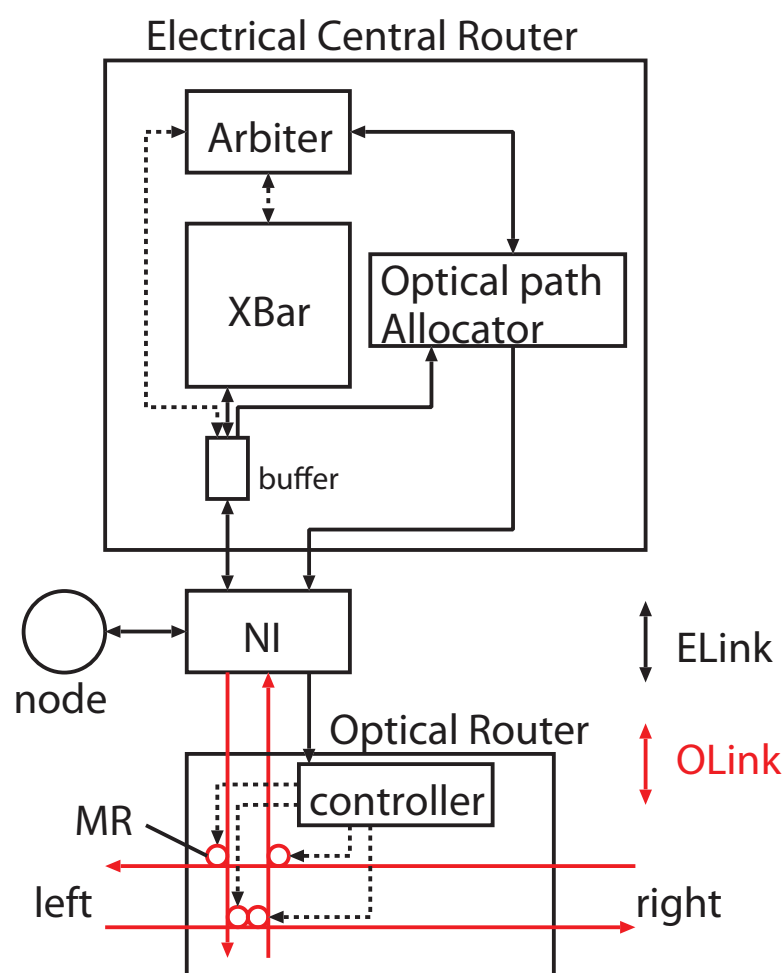 Electrical Central Router
Arbiter
XBar
Optical path
Allocator
buffer
NI
node
ELink
OLink
Optical Router
controller
MR
left
right